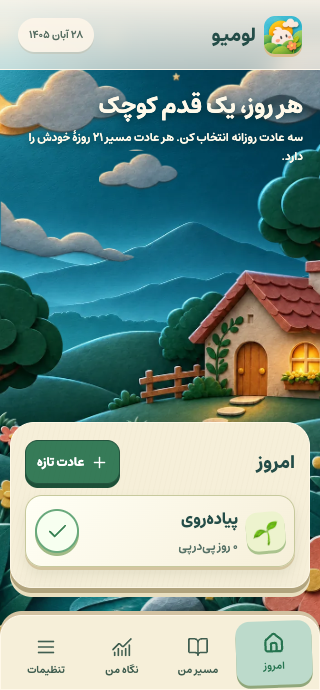 لومیو
۲۸ آبان ۱۴۰۵
هر روز، یک قدم کوچک
سه عادت روزانه انتخاب کن. هر عادت مسیر ۲۱ روزهٔ خودش را
دارد.
امروز
عادت تازه
پیاده‌روی
۰ روز پی‌درپی
امروز
مسیر من
نگاه من
تنظیمات